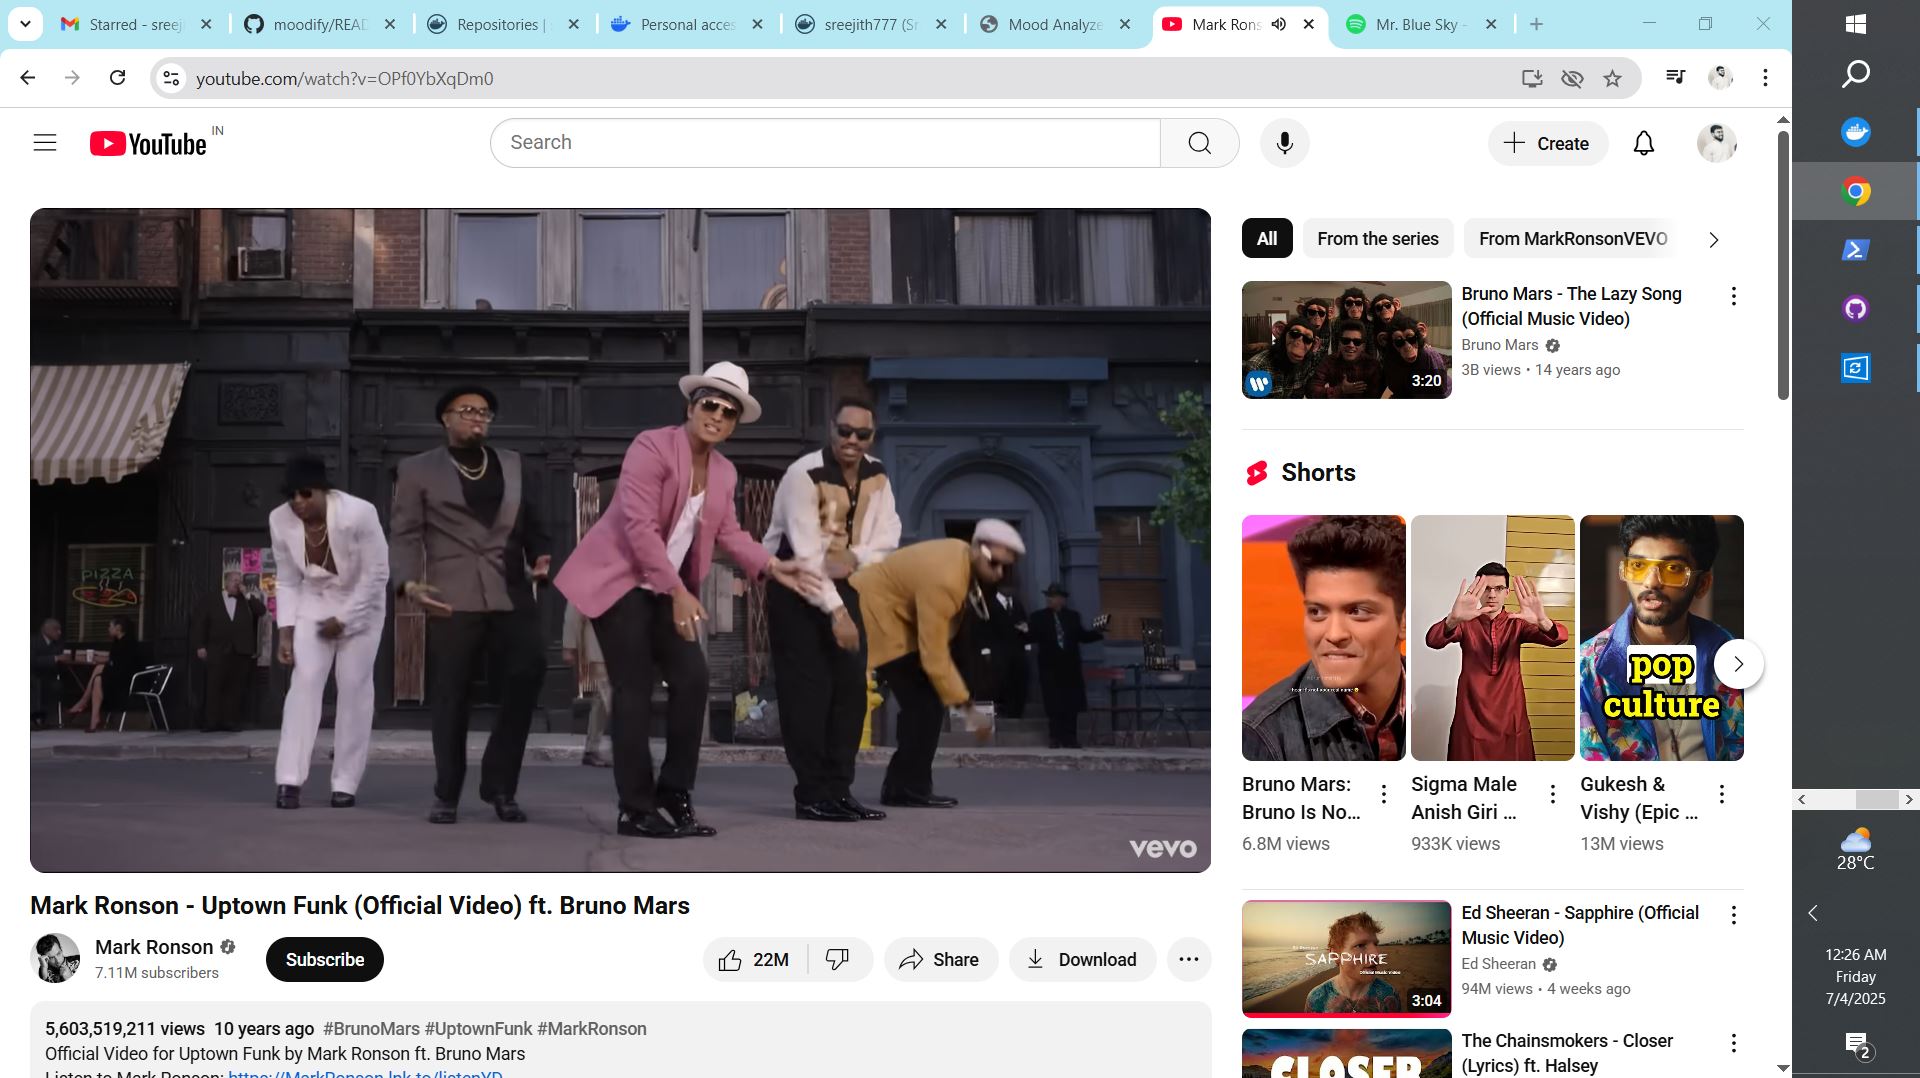 Starred - sreej
moodify/READ
Repositories |
Personal acces
sreejith777 (Sr
Mood Analyze
Mark Rons
Mr. Blue Sky -
youtube.com/watch?v=OPf0YbXqDm0
YouTube IN
Search
Create
All
From the series
From MarkRonsonVEVO
PIZZA
vevo
Bruno Mars - The Lazy Song
(Official Music Video)
Bruno Mars
3B views • 14 years ago
3:20
Shorts
pop
culture
Bruno Mars:
Bruno Is No...
6.8M views
Sigma Male
Anish Giri ...
933K views
Gukesh &
Vishy (Epic ...
13M views
Mark Ronson - Uptown Funk (Official Video) ft. Bruno Mars
Mark Ronson
7.11M subscribers
Subscribe
22M
Share
Download
5,603,519,211 views 10 years ago #BrunoMars #UptownFunk #MarkRonson
Official Video for Uptown Funk by Mark Ronson ft. Bruno Mars
Listen to Mark Ronson: https://MarkRonson.lnk.to/listenYD
SAPPHIRE
3:04
Ed Sheeran - Sapphire (Official
Music Video)
Ed Sheeran
94M views • 4 weeks ago
CLOSER
The Chainsmokers - Closer
(Lyrics) ft. Halsey
28°C
12:26 AM
Friday
7/4/2025
2